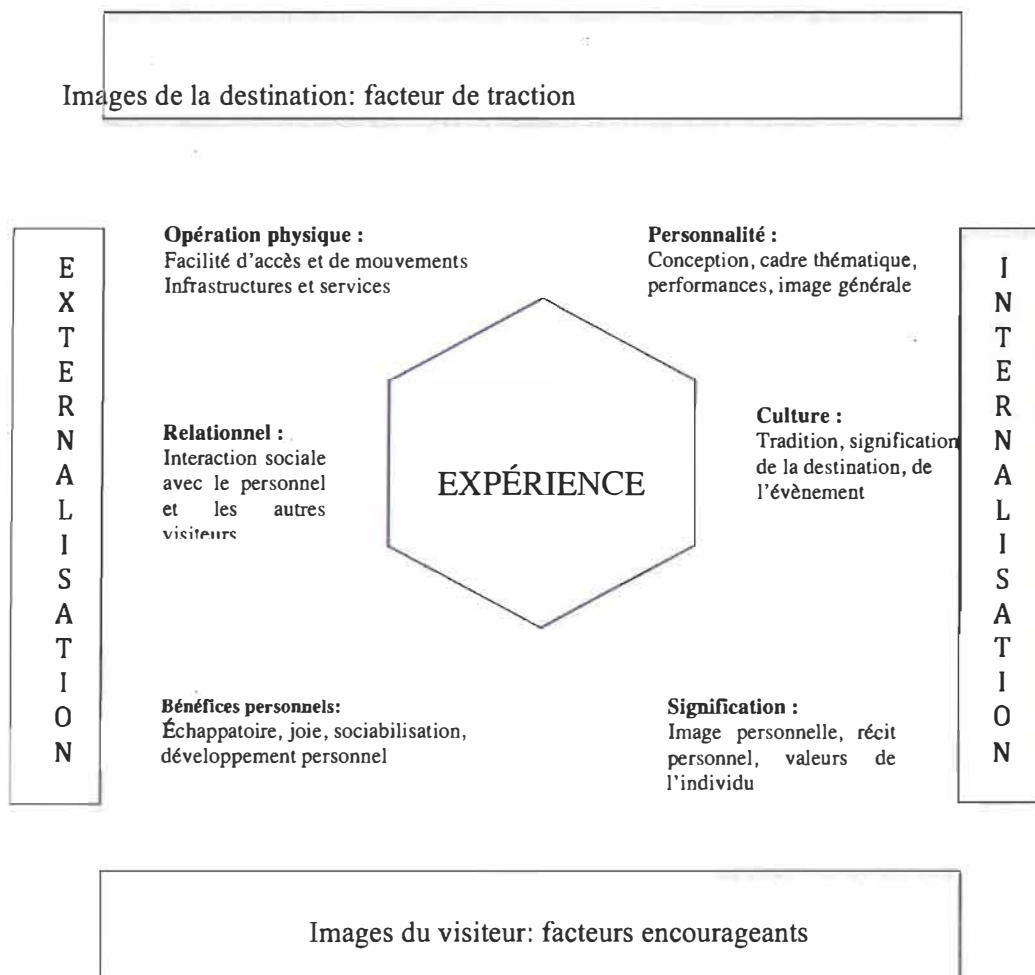 Images de la destination: facteur de traction
EXTERNALISATION
Opération physique :
Facilité d'accès et de mouvements
Infrastructures et services
Personnalité :
Conception, cadre thématique,
performances, image générale
INTERNALISATION
Relationnel :
Interaction sociale
avec le personnel
et les autres
visiteurs
EXPÉRIENCE
Culture :
Tradition, signification
de la destination, de
l'évènement
Bénéfices personnels:
Échappatoire, joie, sociabilisation,
développement personnel
Signification :
Image personnelle, récit
personnel, valeurs de
l'individu
Images du visiteur: facteurs encourageants